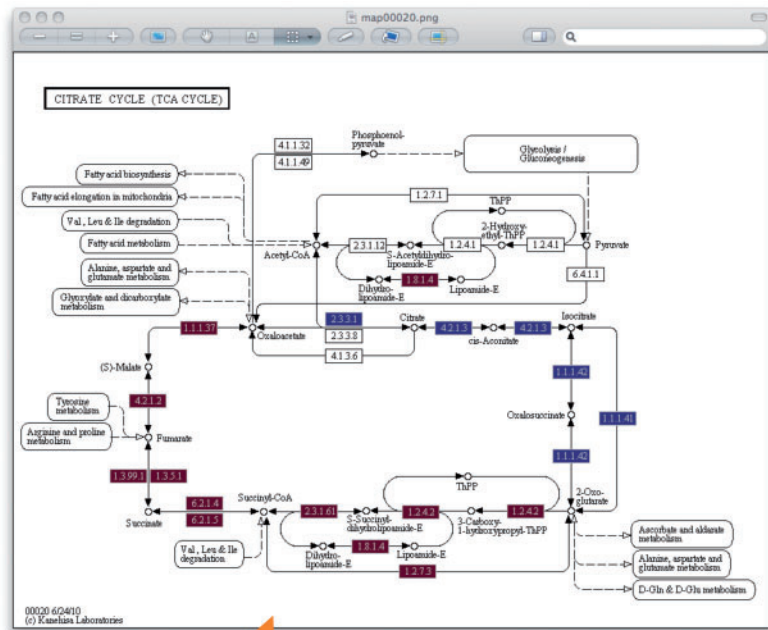 map00020.png
CITRATE CYCLE (TCA CYCLE)
Phosphoenol-
pyruvate
4.1.1.32
4.1.1.49
Glycolysis /
Gluconeogenesis
Fatty acid biosynthesis
Fatty acid elongation in mitochondria
Val, Leu & Ile degradation
Fatty acid metabolism
Alanine, aspartate and
glutamate metabolism
Glyoxylate and dicarboxylate
metabolism
1.2.7.1
ThPP
2-Hydroxy-
ethyl-ThPP
Acetyl-CoA
2.3.1.12
S-Acetyldihydro-
lipoamide-E
1.2.4.1
1.2.4.1
Pyruvate
6.4.1.1
Dihydro-
lipoamide-E
1.8.1.4
Lipoamide-E
1.1.1.37
Oxaloacetate
2.3.3.1
2.3.3.8
4.1.3.6
Citrate
4.2.1.3
cis-Aconitate
4.2.1.3
Isocitrate
(S)-Malate
1.1.1.42
4.2.1.2
Oxalosuccinate
1.1.1.41
Tyrosine
metabolism
Arginine and proline
metabolism
Fumarate
1.1.1.42
1.3.99.1
1.3.5.1
ThPP
6.2.1.4
6.2.1.5
Succinate
Succinyl-CoA
2.3.1.61
S-Succinyl-
dihydrolipoamide-E
1.2.4.2
3-Carboxy-
1-hydroxypropyl-ThPP
1.2.4.2
2-Oxo-
glutarate
Val, Leu & Ile
degradation
Dihydro-
lipoamide-E
1.8.1.4
Lipoamide-E
1.2.7.3
Ascorbate and aldarate
metabolism
Alanine, aspartate and
glutamate metabolism
D-Gln & D-Glu metabolism
00020 6/24/10
(c) Kanehisa Laboratories